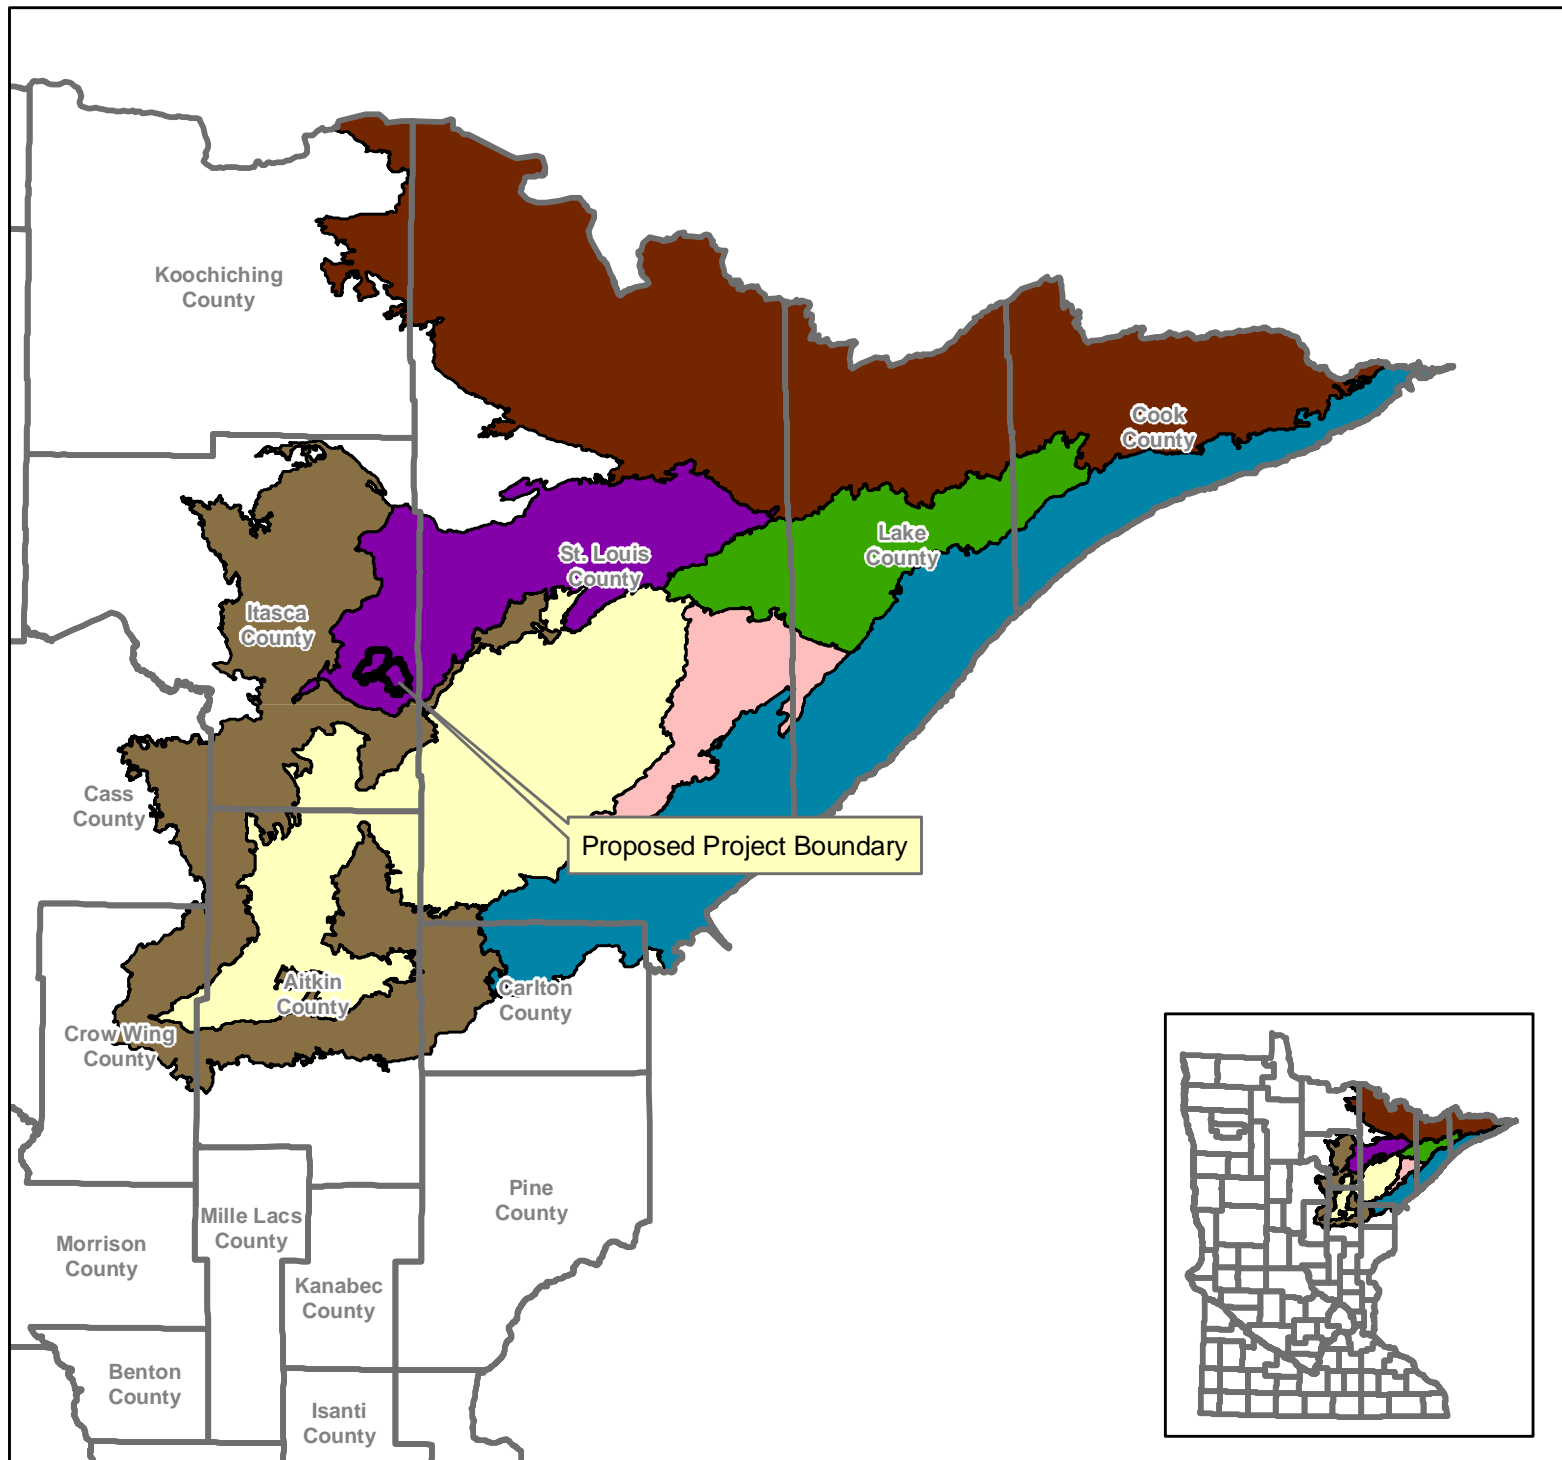 Koochiching
County
Cook
County
Lake
County
St. Louis
County
Itasca
County
Cass
County
Proposed Project Boundary
Aitkin
County
Carlton
County
Crow Wing
County
Pine
County
Mille Lacs
County
Morrison
County
Kanabec
County
Benton
County
Isanti
County